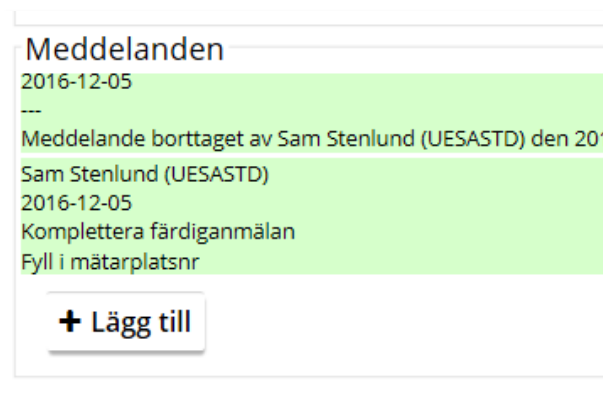 Meddelanden
2016-12-05
---
Meddelande borttaget av Sam Stenlund (UESASTD) den 201
Sam Stenlund (UESASTD)
2016-12-05
Komplettera färdiganmälan
Fyll i mätarplatsnr
+ Lägg till